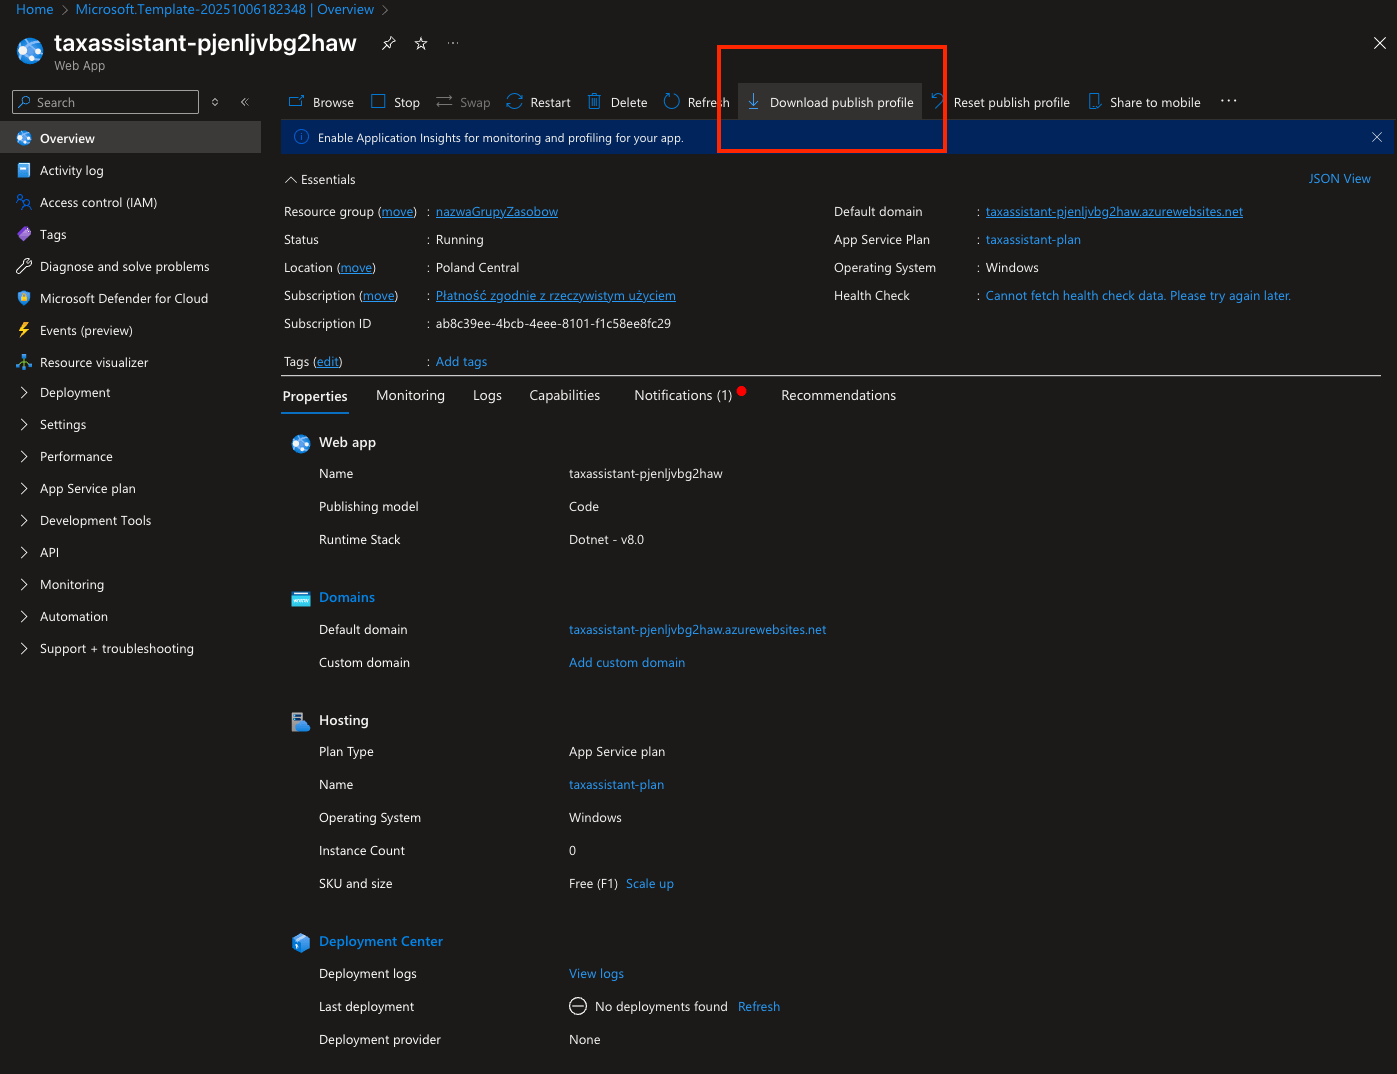 Home > Microsoft.Template-20251006182348 | Overview >
taxassistant-pjenljvbg2haw
Web App
Search
Browse Stop Swap Restart Delete Refresh Download publish profile Reset publish profile Share to mobile
Enable Application Insights for monitoring and profiling for your app.
Overview
Activity log
Access control (IAM)
Tags
Diagnose and solve problems
Microsoft Defender for Cloud
Events (preview)
Resource visualizer
Deployment
Settings
Performance
App Service plan
Development Tools
API
Monitoring
Automation
Support + troubleshooting
Essentials
JSON View
Resource group (move) : nazwaGrupyZasobow
Status : Running
Location (move) : Poland Central
Subscription (move) : Płatność zgodnie z rzeczywistym użyciem
Subscription ID : ab8c39ee-4bcb-4eee-8101-f1c58ee8fc29
Default domain : taxassistant-pjenljvbg2haw.azurewebsites.net
App Service Plan : taxassistant-plan
Operating System : Windows
Health Check : Cannot fetch health check data. Please try again later.
Tags (edit) : Add tags
Properties Monitoring Logs Capabilities Notifications (1) Recommendations
Web app
Name taxassistant-pjenljvbg2haw
Publishing model Code
Runtime Stack Dotnet - v8.0
Domains
Default domain taxassistant-pjenljvbg2haw.azurewebsites.net
Custom domain Add custom domain
Hosting
Plan Type App Service plan
Name taxassistant-plan
Operating System Windows
Instance Count 0
SKU and size Free (F1) Scale up
Deployment Center
Deployment logs View logs
Last deployment No deployments found Refresh
Deployment provider None